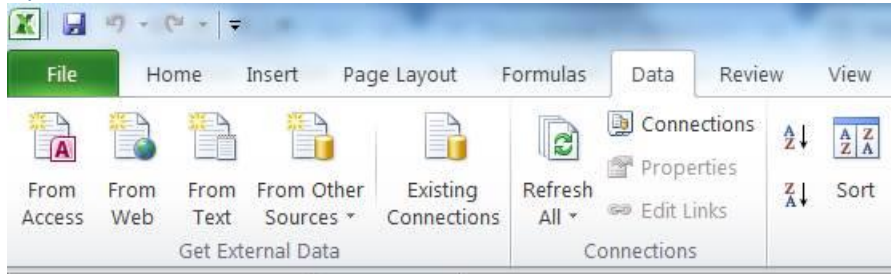 File Home Insert Page Layout Formulas Data Review View
From Access
From Web
From Text
From Other Sources
Existing Connections
Refresh All
Connections
Properties
Edit Links
A Z
Z A
A Z
Z A
Sort
Get External Data
Connections